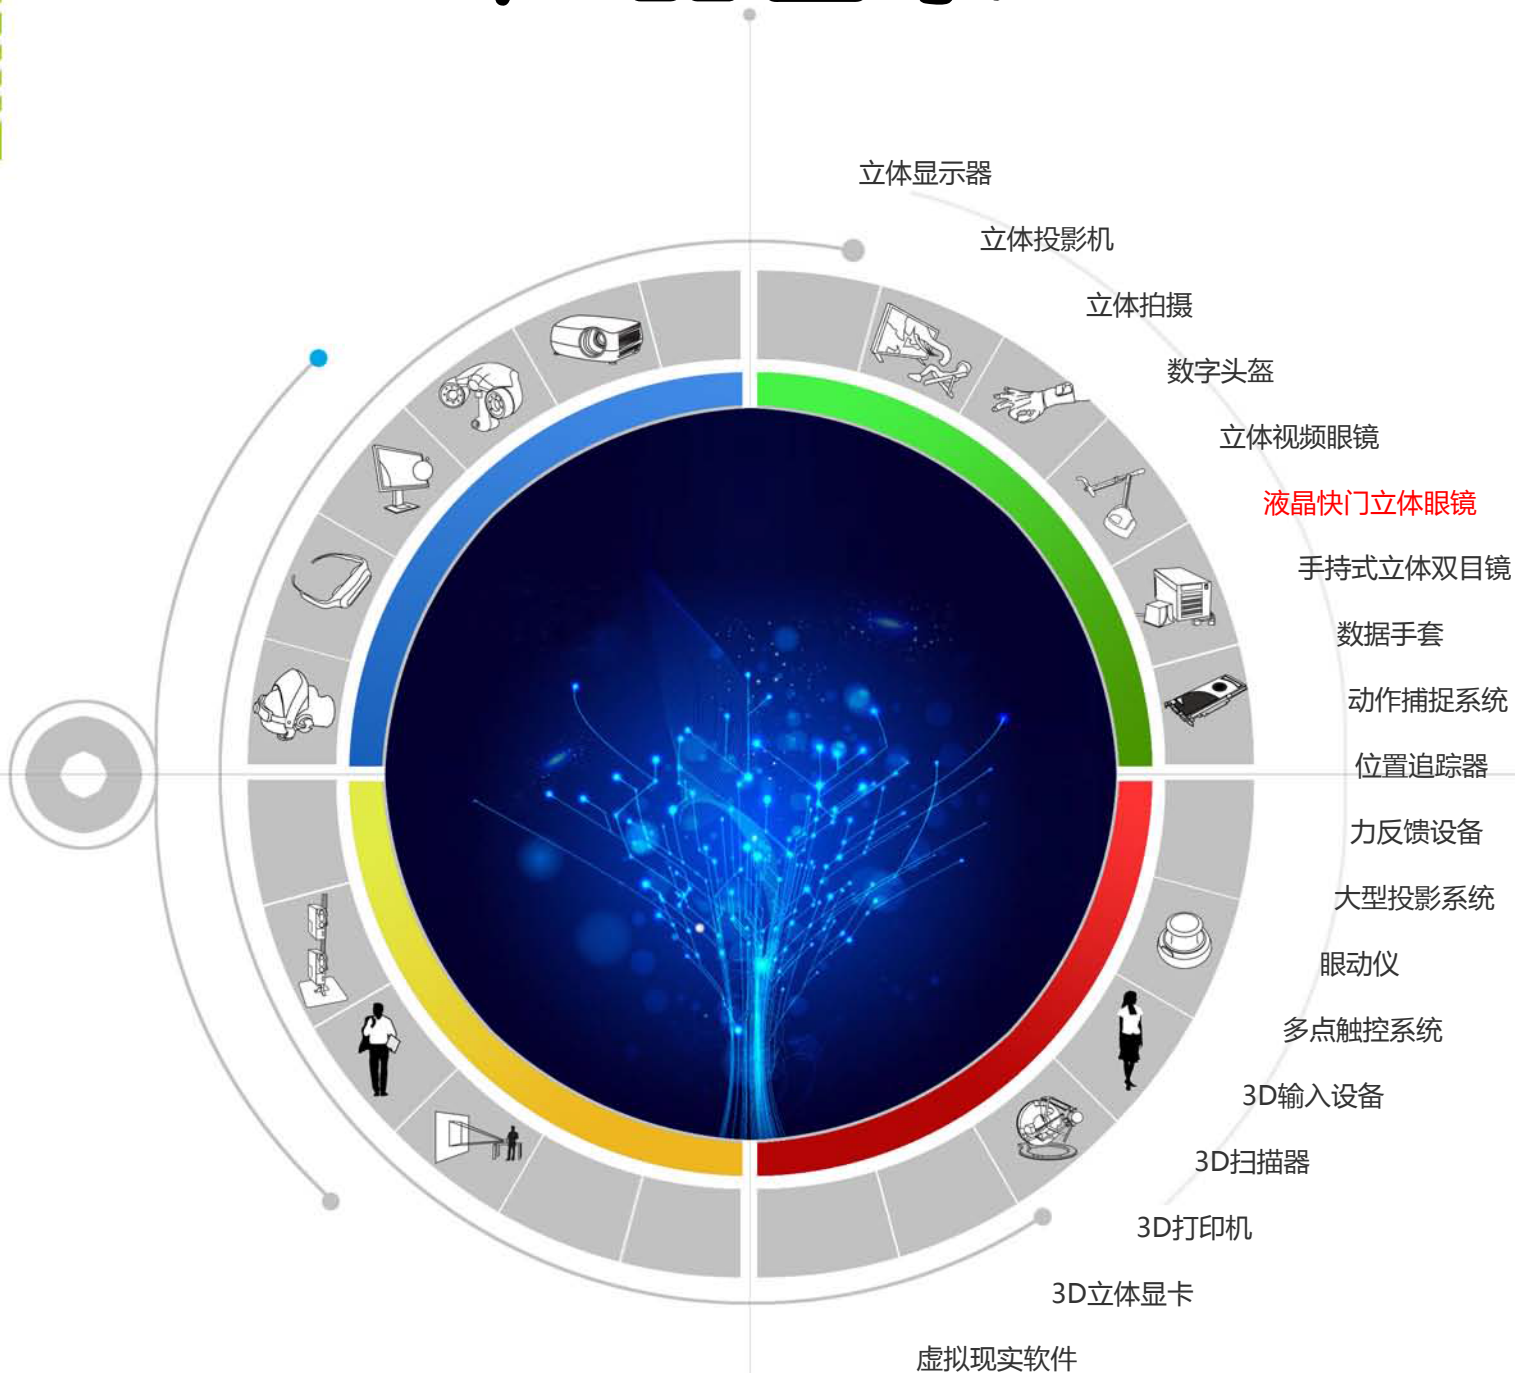 立体显示器
立体投影机
立体拍摄
数字头盔
立体视频眼镜
液晶快门立体眼镜
手持式立体双目镜
数据手套
动作捕捉系统
位置追踪器
力反馈设备
大型投影系统
眼动仪
多点触控系统
3D输入设备
3D扫描器
3D打印机
3D立体显卡
虚拟现实软件